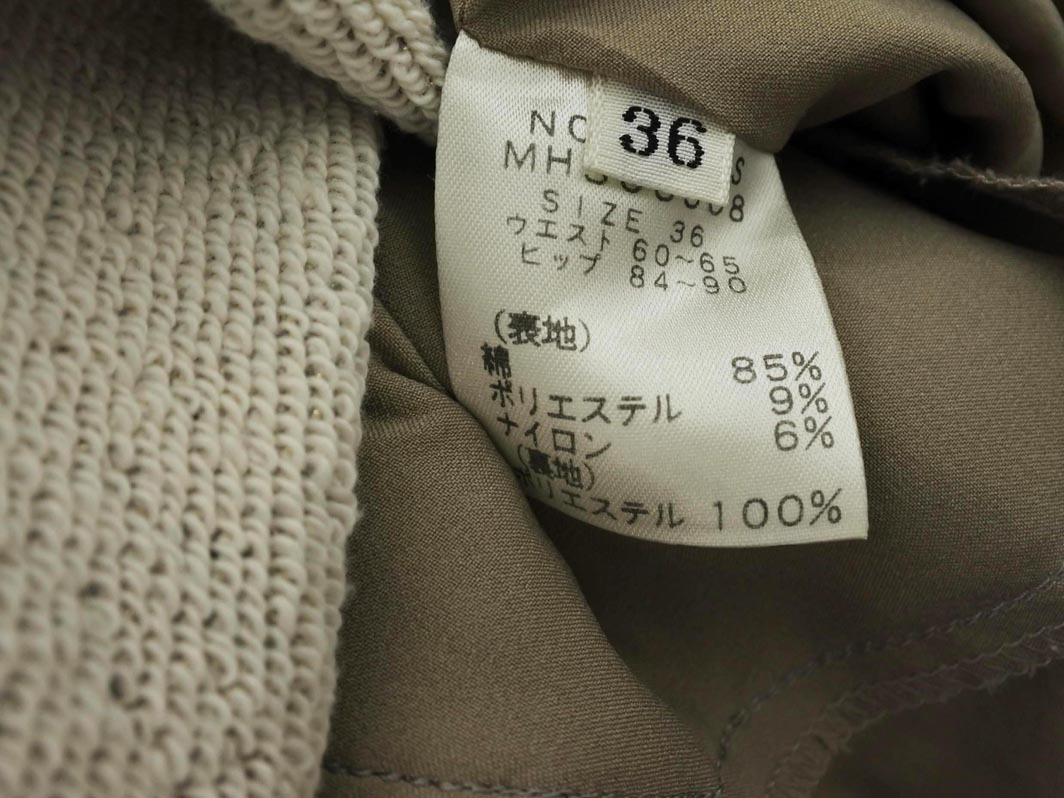 36
SIZE 36
ウエスト 60~65
ヒップ 84~90
(表地)
綿 85%
ポリエステル 9%
ナイロン 6%
(裏地)
ポリエステル 100%